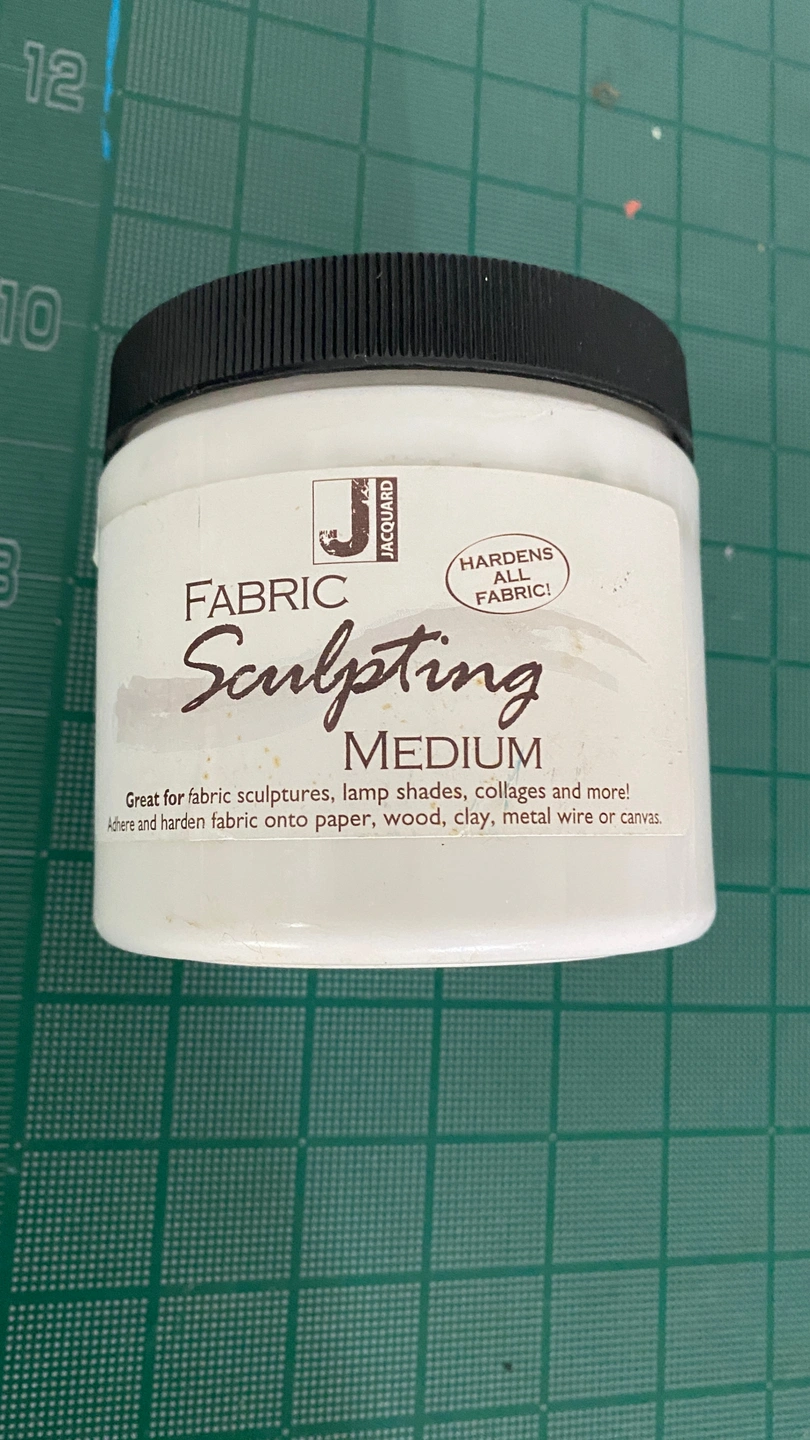 12
10
8
J
JACQUARD
HARDENS
ALL
FABRIC!
FABRIC
Sculpting
MEDIUM
Great for fabric sculptures, lamp shades, collages and more!
Adhere and harden fabric onto paper, wood, clay, metal wire or canvas.